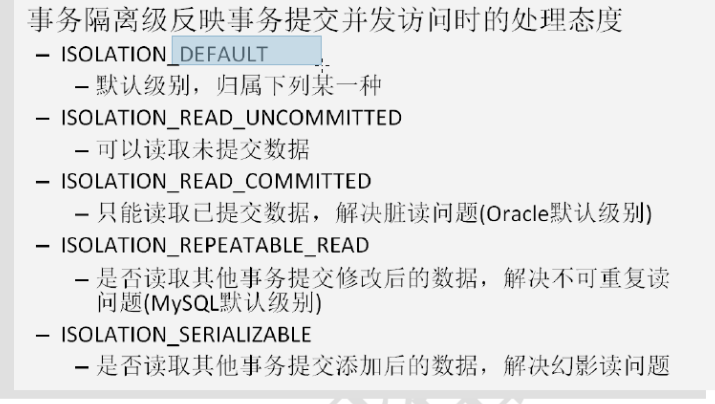 事务隔离级反映事务提交并发访问时的处理态度
– ISOLATION_DEFAULT
– 默认级别，归属下列某一种
– ISOLATION_READ_UNCOMMITTED
– 可以读取未提交数据
– ISOLATION_READ_COMMITTED
– 只能读取已提交数据，解决脏读问题(Oracle默认级别)
– ISOLATION_REPEATABLE_READ
– 是否读取其他事务提交修改后的数据，解决不可重复读
问题(MySQL默认级别)
– ISOLATION_SERIALIZABLE
– 是否读取其他事务提交添加后的数据，解决幻影读问题